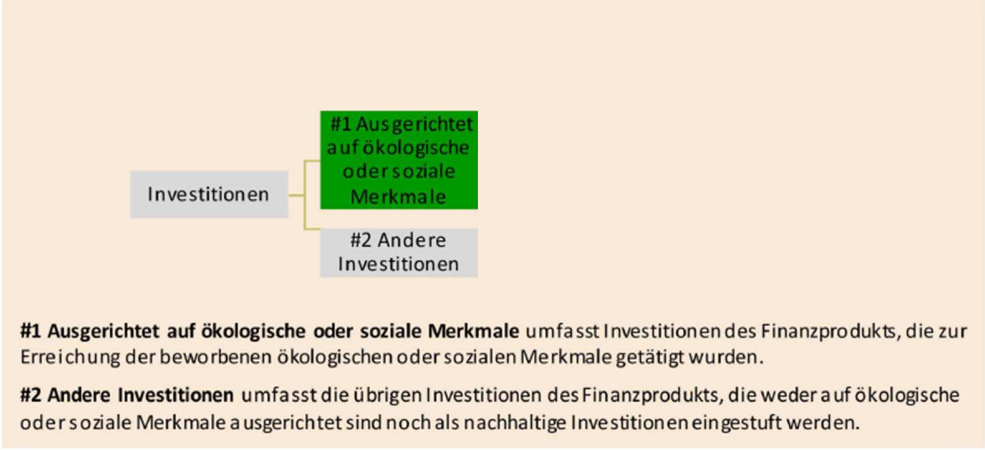 #1 Ausgerichtet
auf ökologische
oder soziale
Merkmale
Investitionen
#2 Andere
Investitionen
#1 Ausgerichtet auf ökologische oder soziale Merkmale umfasst Investitionen des Finanzprodukts, die zur
Erreichung der beworbenen ökologischen oder sozialen Merkmale getätigt wurden.
#2 Andere Investitionen umfasst die übrigen Investitionen des Finanzprodukts, die weder auf ökologische
oder soziale Merkmale ausgerichtet sind noch als nachhaltige Investitionen eingestuft werden.